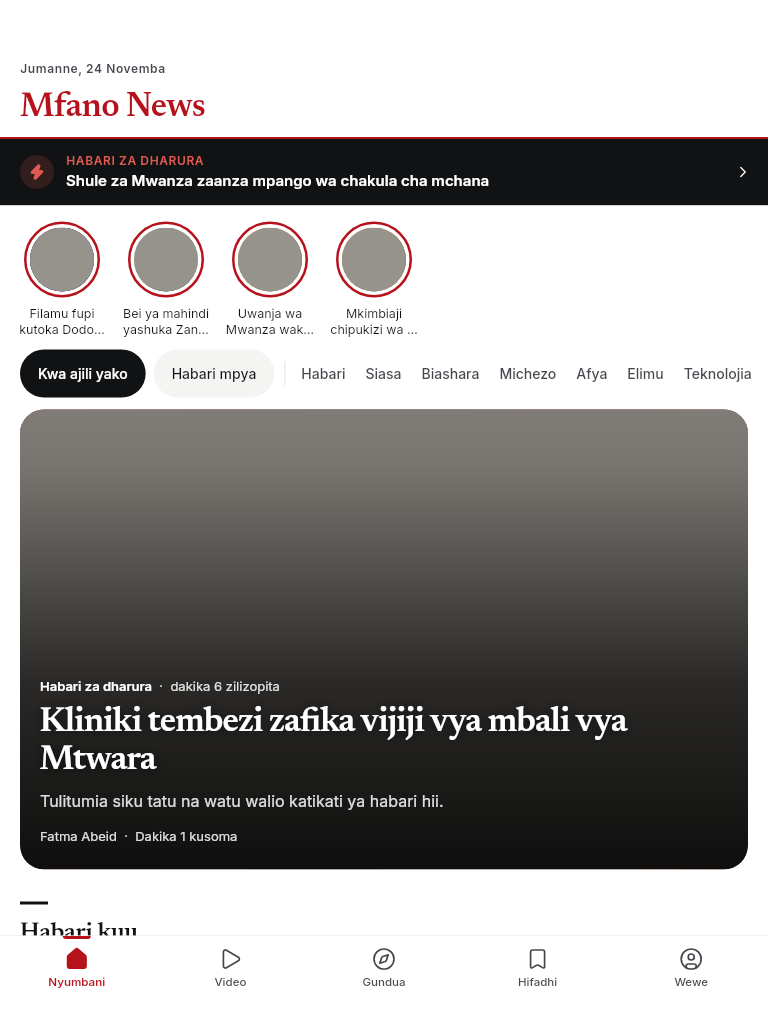 Jumanne, 24 Novemba
Mfano News
HABARI ZA DHARURA
Shule za Mwanza zaanza mpango wa chakula cha mchana
Filamu fupi
kutoka Dodo...
Bei ya mahindi
yashuka Zan...
Uwanja wa
Mwanza wak...
Mkimbiaji
chipukizi wa ...
Kwa ajili yako
Habari mpya
Habari
Siasa
Biashara
Michezo
Afya
Elimu
Teknolojia
Habari za dharura · dakika 6 zilizopita
Kliniki tembezi zafika vijiji vya mbali vya
Mtwara
Tulitumia siku tatu na watu walio katikati ya habari hii.
Fatma Abeid · Dakika 1 kusoma
Habari kuu
Nyumbani
Video
Gundua
Hifadhi
Wewe